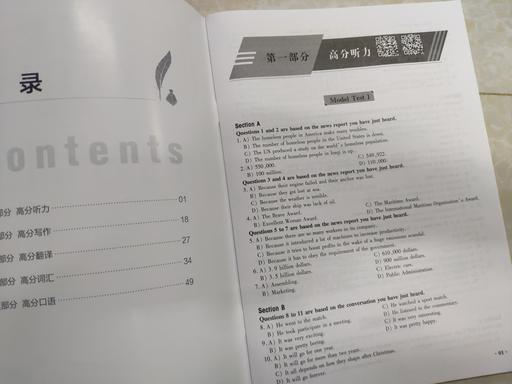 录
ontents
部分 高分听力 01
部分 高分写作 18
部分 高分翻译 27
部分 高分词汇 34
部分 高分口语 49
第一部分 高分听力
Model Test 1
Section A
Questions 1 and 2 are based on the news report you have just heard.
1. A) The homeless people in America make many troubles.
B) The number of homeless people in the United States is down.
C) The US produced a study on the world's homeless population.
D) The number of homeless people in Iraqi is up.
2. A) 550,000. C) 549,922
B) 100 million. D) 110,000.
Questions 3 and 4 are based on the news report you have just heard.
3. A) Because their engine failed and their anchor was lost.
B) Because they got lost at sea.
C) Because the weather is terrible.
D) Because their ship was lack of oil.
4. A) The Brave Award. C) The Maritime Award.
B) Excellent Woman Award. D) The International Maritime Organization's Award.
Questions 5 to 7 are based on the news report you have just heard.
5. A) Because there are so many workers in its company.
B) Because it introduced a lot of machines to increase productivity.
C) Because it tries to boost profits in the wake of a huge emissions scandal.
D) Because it has to obey the requirement of the government.
6. A) 3.9 billion dollars. C) 610,000 dollars.
B) 3.5 billion dollars. D) 900 million dollars.
7. A) Assembling. C) Electric cars.
B) Marketing. D) Public Administration.
Section B
Questions 8 to 11 are based on the conversation you have just heard.
8. A) He went to the match. C) He watched a sport match.
B) He took participate in a meeting. D) He listened to the commentary.
9. A) It was very exciting. C) It was very interesting.
B) It was pretty boring. D) It was pretty happy.
10. A) It will go for one year.
B) It will go for more than two years.
C) It all depends on how they shape after Christmas.
D) It will go forever.
- 01 -